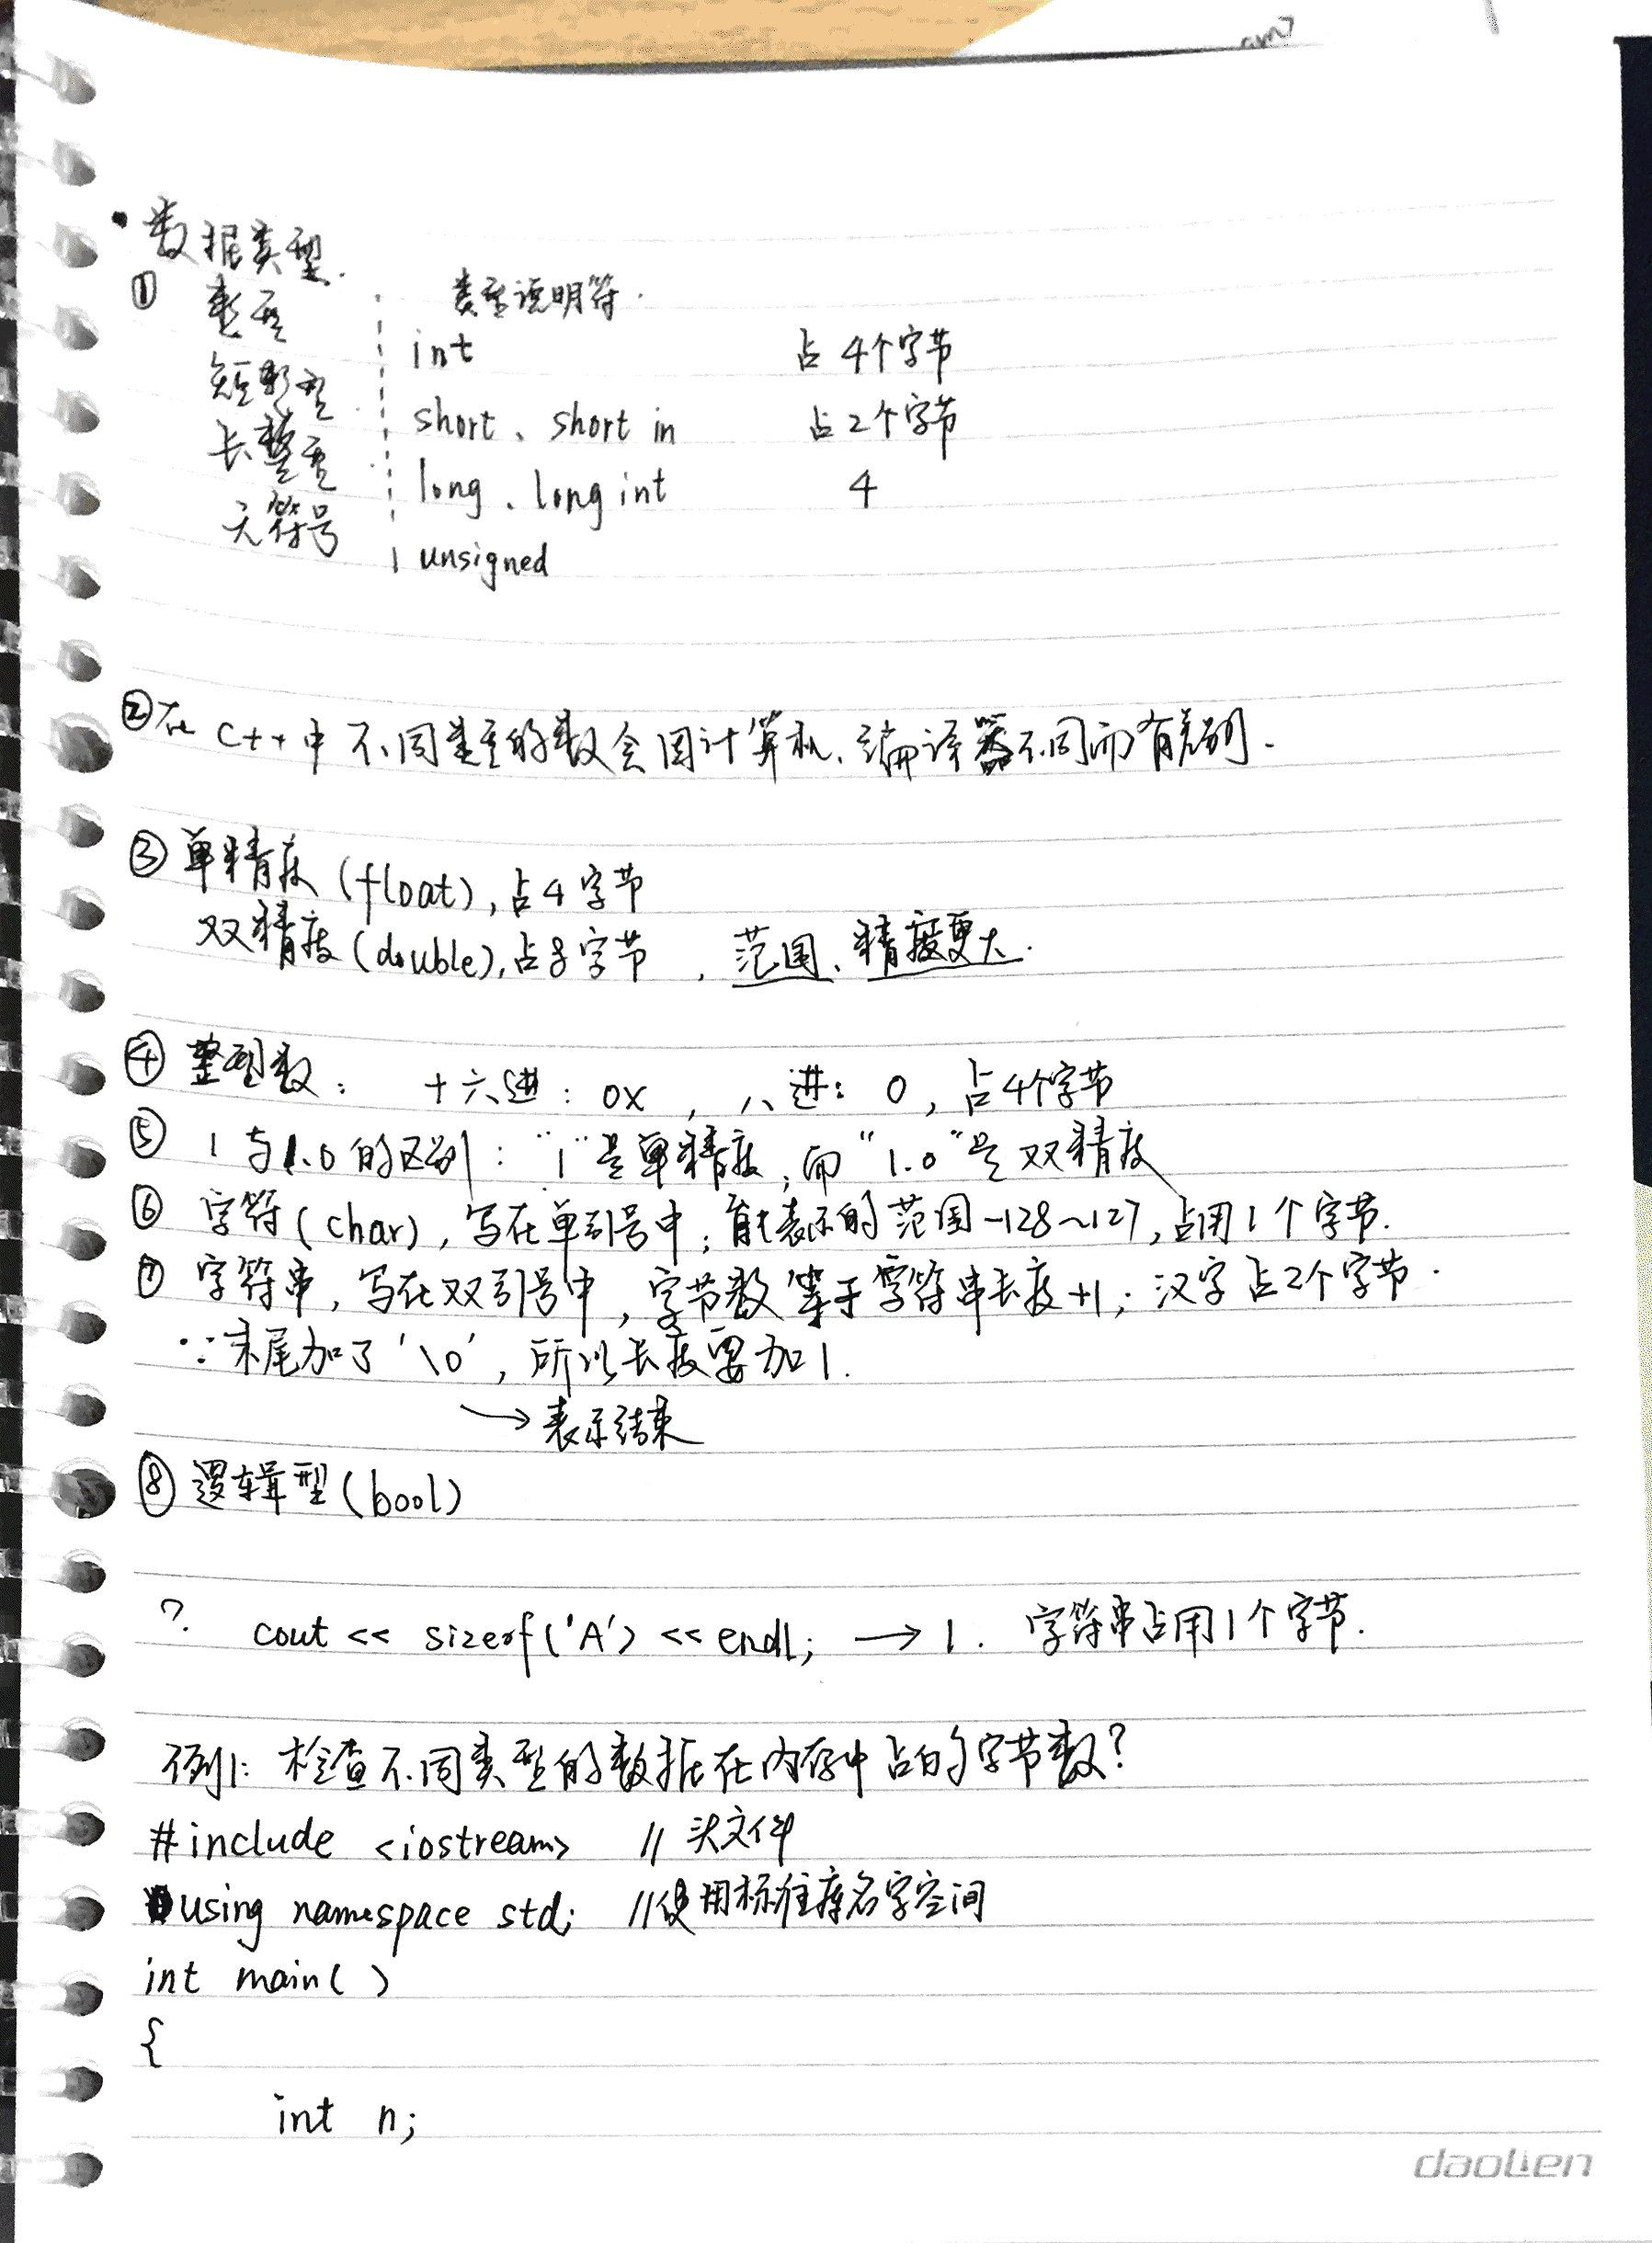 • 数据类型.
① 整型 类型说明符.
int 占4个字节
短整型 short、short in 占2个字节
长整型 long、long int 4
无符号 unsigned
②在C++中不同类型的数会因计算机、编译器不同而有差别.
③单精度(float),占4字节
双精度(double),占8字节,范围、精度更大.
④ 整型数: 十六进:0x,八进:0,占4个字节
⑤ 1与1.0的区别:"1"是单精度,而"1.0"是双精度
⑥ 字符(char),写在单引号中;能表示的范围-128~127,占用1个字节.
⑦ 字符串,写在双引号中,字节数等于字符串长度+1;汉字占2个字节.
∵末尾加了'\0',所以长度要加1.
→表示结束
⑧逻辑型(bool)
? cout << sizeof('A') << endl; → 1. 字符串占用1个字节.
例1:检查不同类型的数据在内存中占的字节数?
#include <iostream> //头文件
using namespace std; //使用标准库名字空间
int main()
{
int n;
daolen